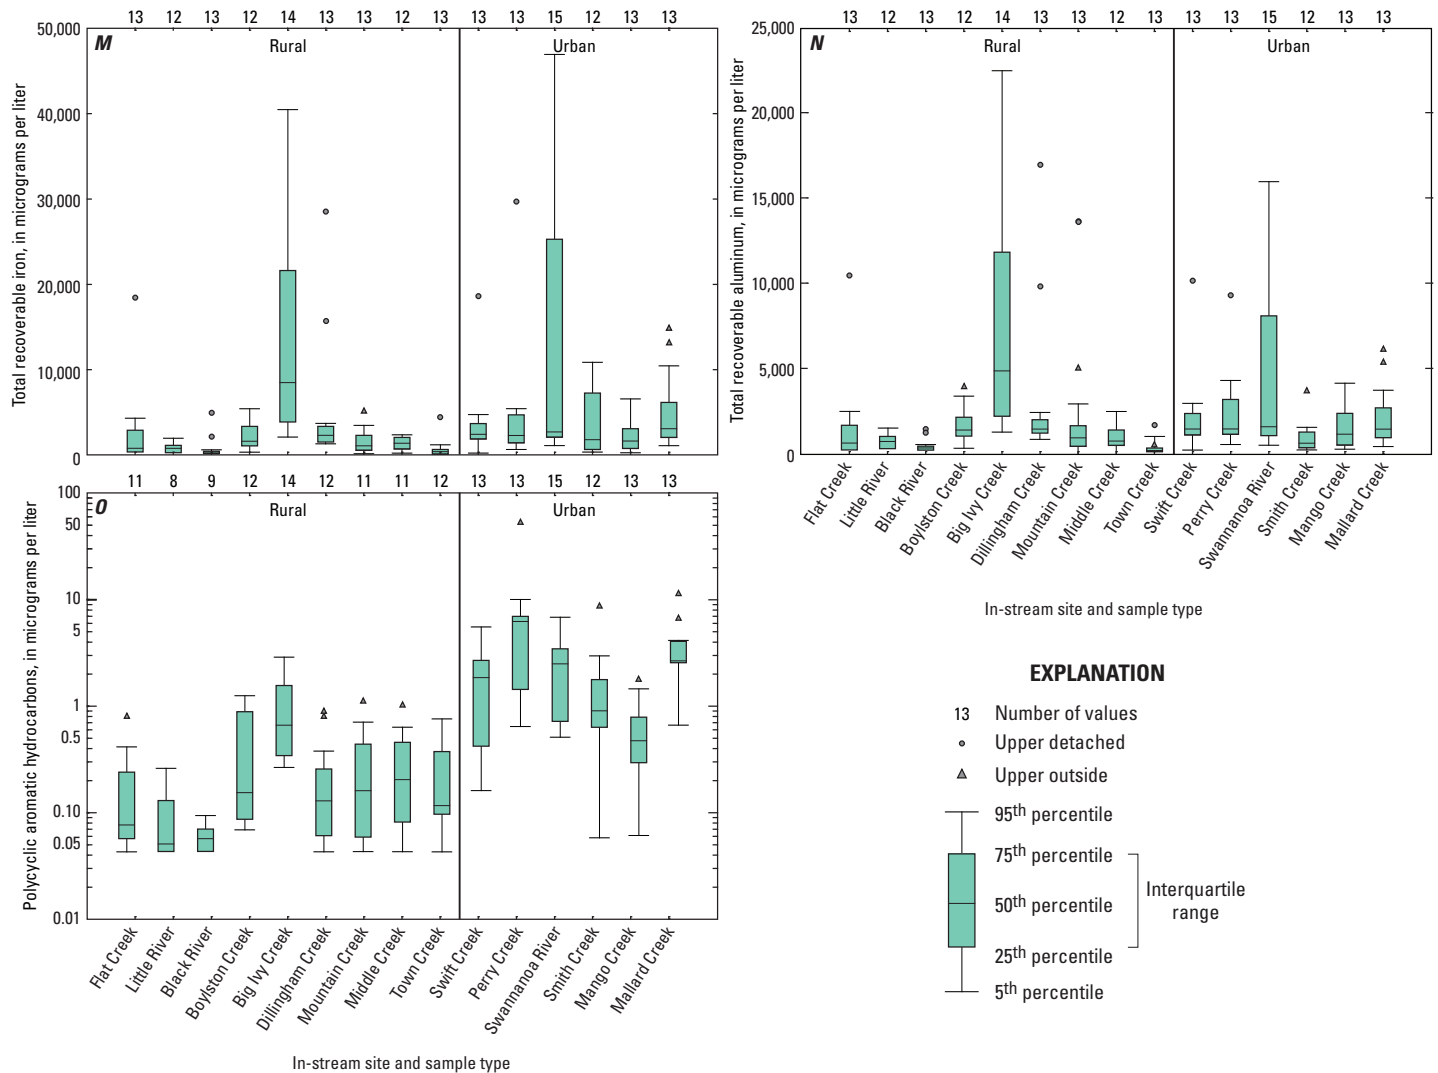 13 12 13 12 14 13 13 12 13 13 13 15 12 13 13
M
Rural
Urban
Total recoverable iron, in micrograms per liter
50,000
40,000
30,000
20,000
10,000
0
13 12 13 12 14 13 13 12 13 13 13 15 12 13 13
N
Rural
Urban
Total recoverable aluminum, in micrograms per liter
25,000
20,000
15,000
10,000
5,000
0
Flat Creek
Little River
Black River
Boylston Creek
Big Ivy Creek
Dillingham Creek
Mountain Creek
Middle Creek
Town Creek
Swift Creek
Perry Creek
Swannanoa River
Smith Creek
Mango Creek
Mallard Creek
In-stream site and sample type
11 8 9 12 14 12 11 11 12 13 13 15 12 13 13
O
Rural
Urban
Polycyclic aromatic hydrocarbons, in micrograms per liter
100
50
10
5
1
0.5
0.10
0.05
0.01
Flat Creek
Little River
Black River
Boylston Creek
Big Ivy Creek
Dillingham Creek
Mountain Creek
Middle Creek
Town Creek
Swift Creek
Perry Creek
Swannanoa River
Smith Creek
Mango Creek
Mallard Creek
In-stream site and sample type
EXPLANATION
13 Number of values
Upper detached
Upper outside
95th percentile
75th percentile
50th percentile
25th percentile
5th percentile
Interquartile
range